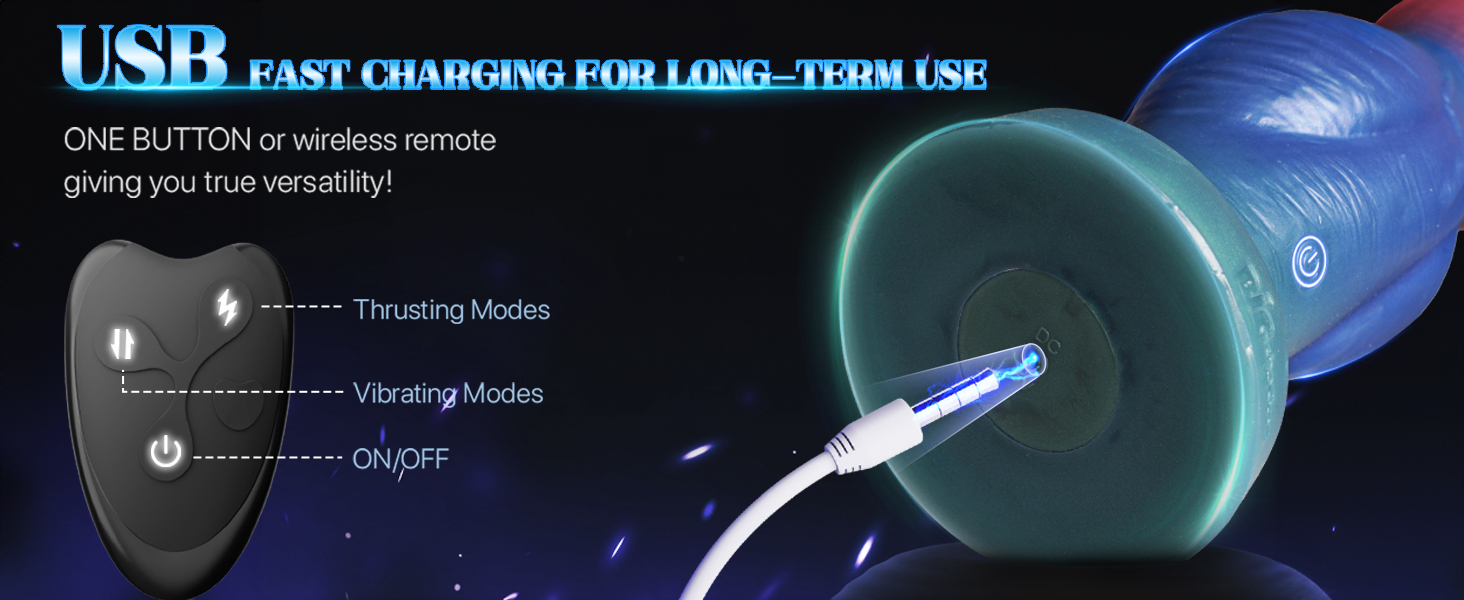 USB FAST CHARGING FOR LONG-TERM USE
ONE BUTTON or wireless remote
giving you true versatility!
Thrusting Modes
Vibrating Modes
ON/OFF
DC